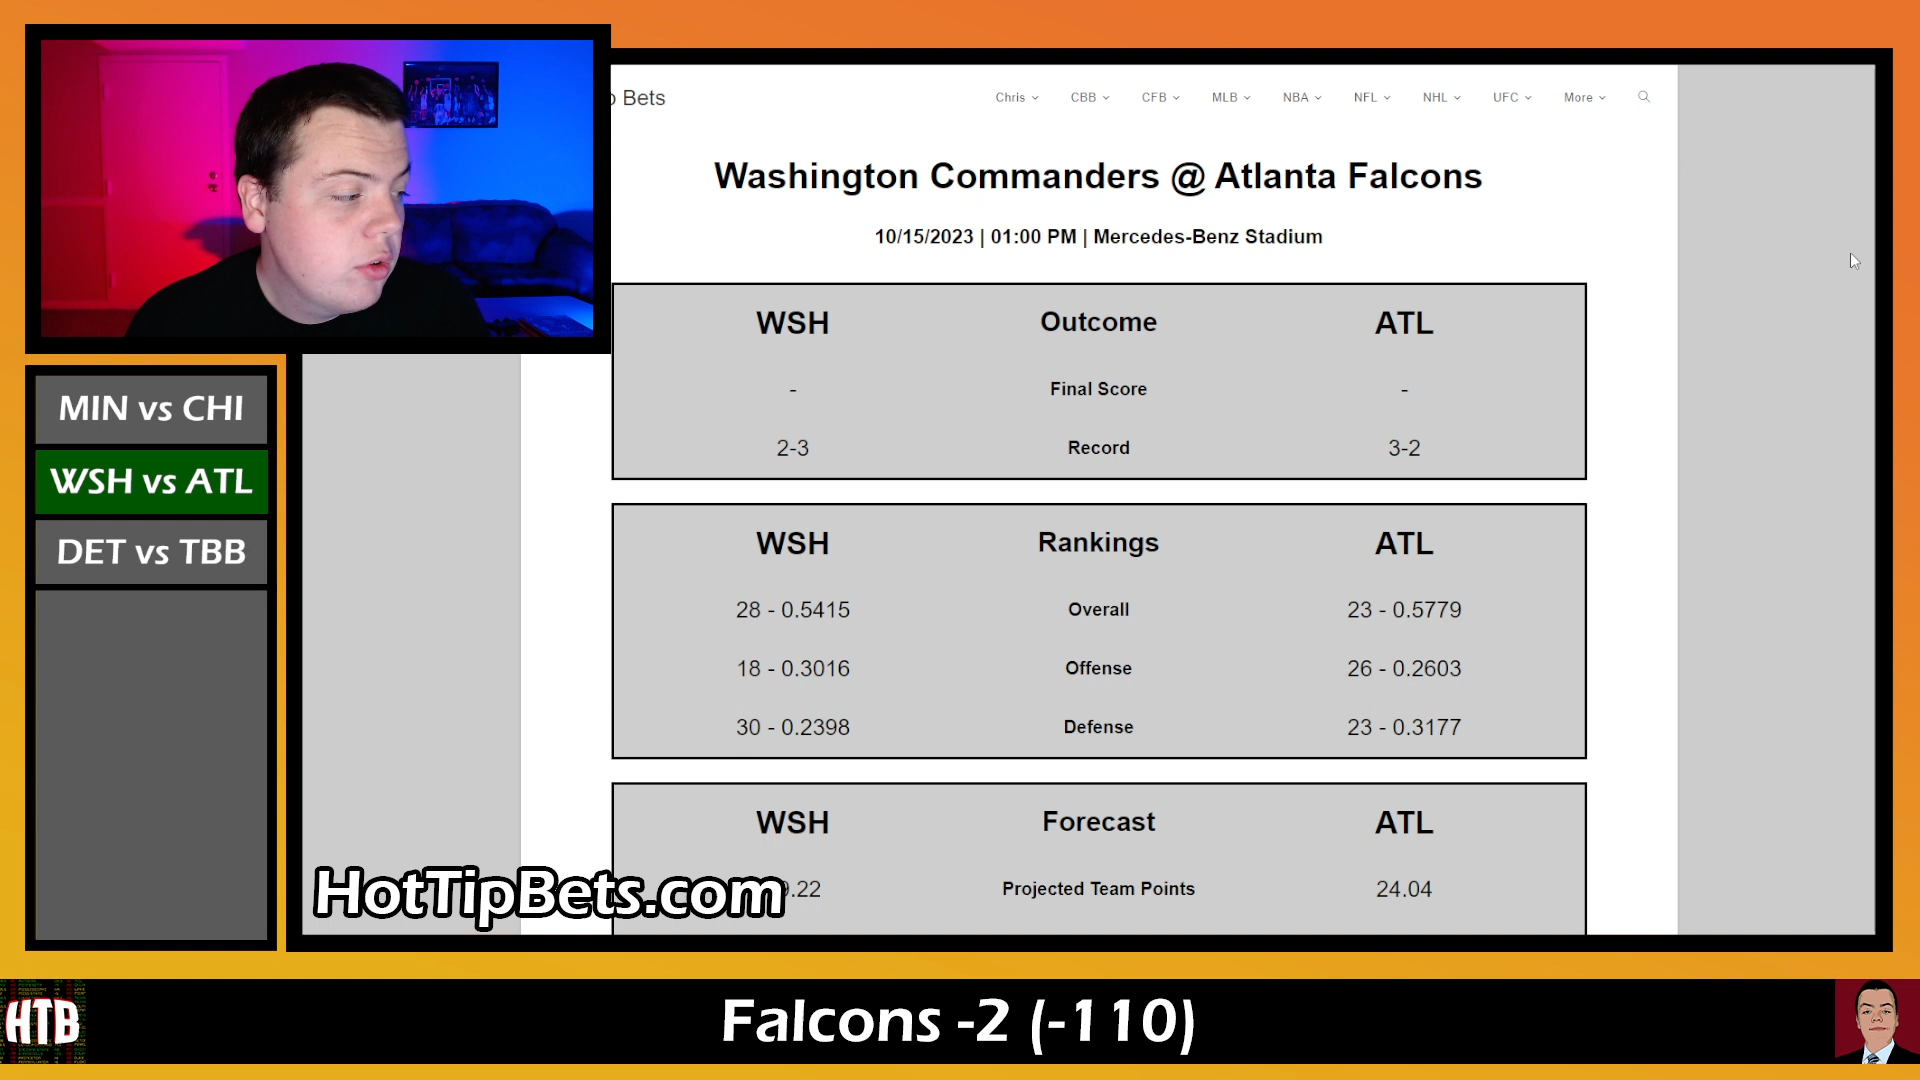 Bets
Chris CBB CFB MLB NBA NFL NHL UFC More
Washington Commanders @ Atlanta Falcons
10/15/2023 | 01:00 PM | Mercedes-Benz Stadium
WSH Outcome ATL
- Final Score -
2-3 Record 3-2
WSH Rankings ATL
28 - 0.5415 Overall 23 - 0.5779
18 - 0.3016 Offense 26 - 0.2603
30 - 0.2398 Defense 23 - 0.3177
WSH Forecast ATL
.22 Projected Team Points 24.04
MIN vs CHI
WSH vs ATL
DET vs TBB
HotTipBets.com
HTB
Falcons -2 (-110)